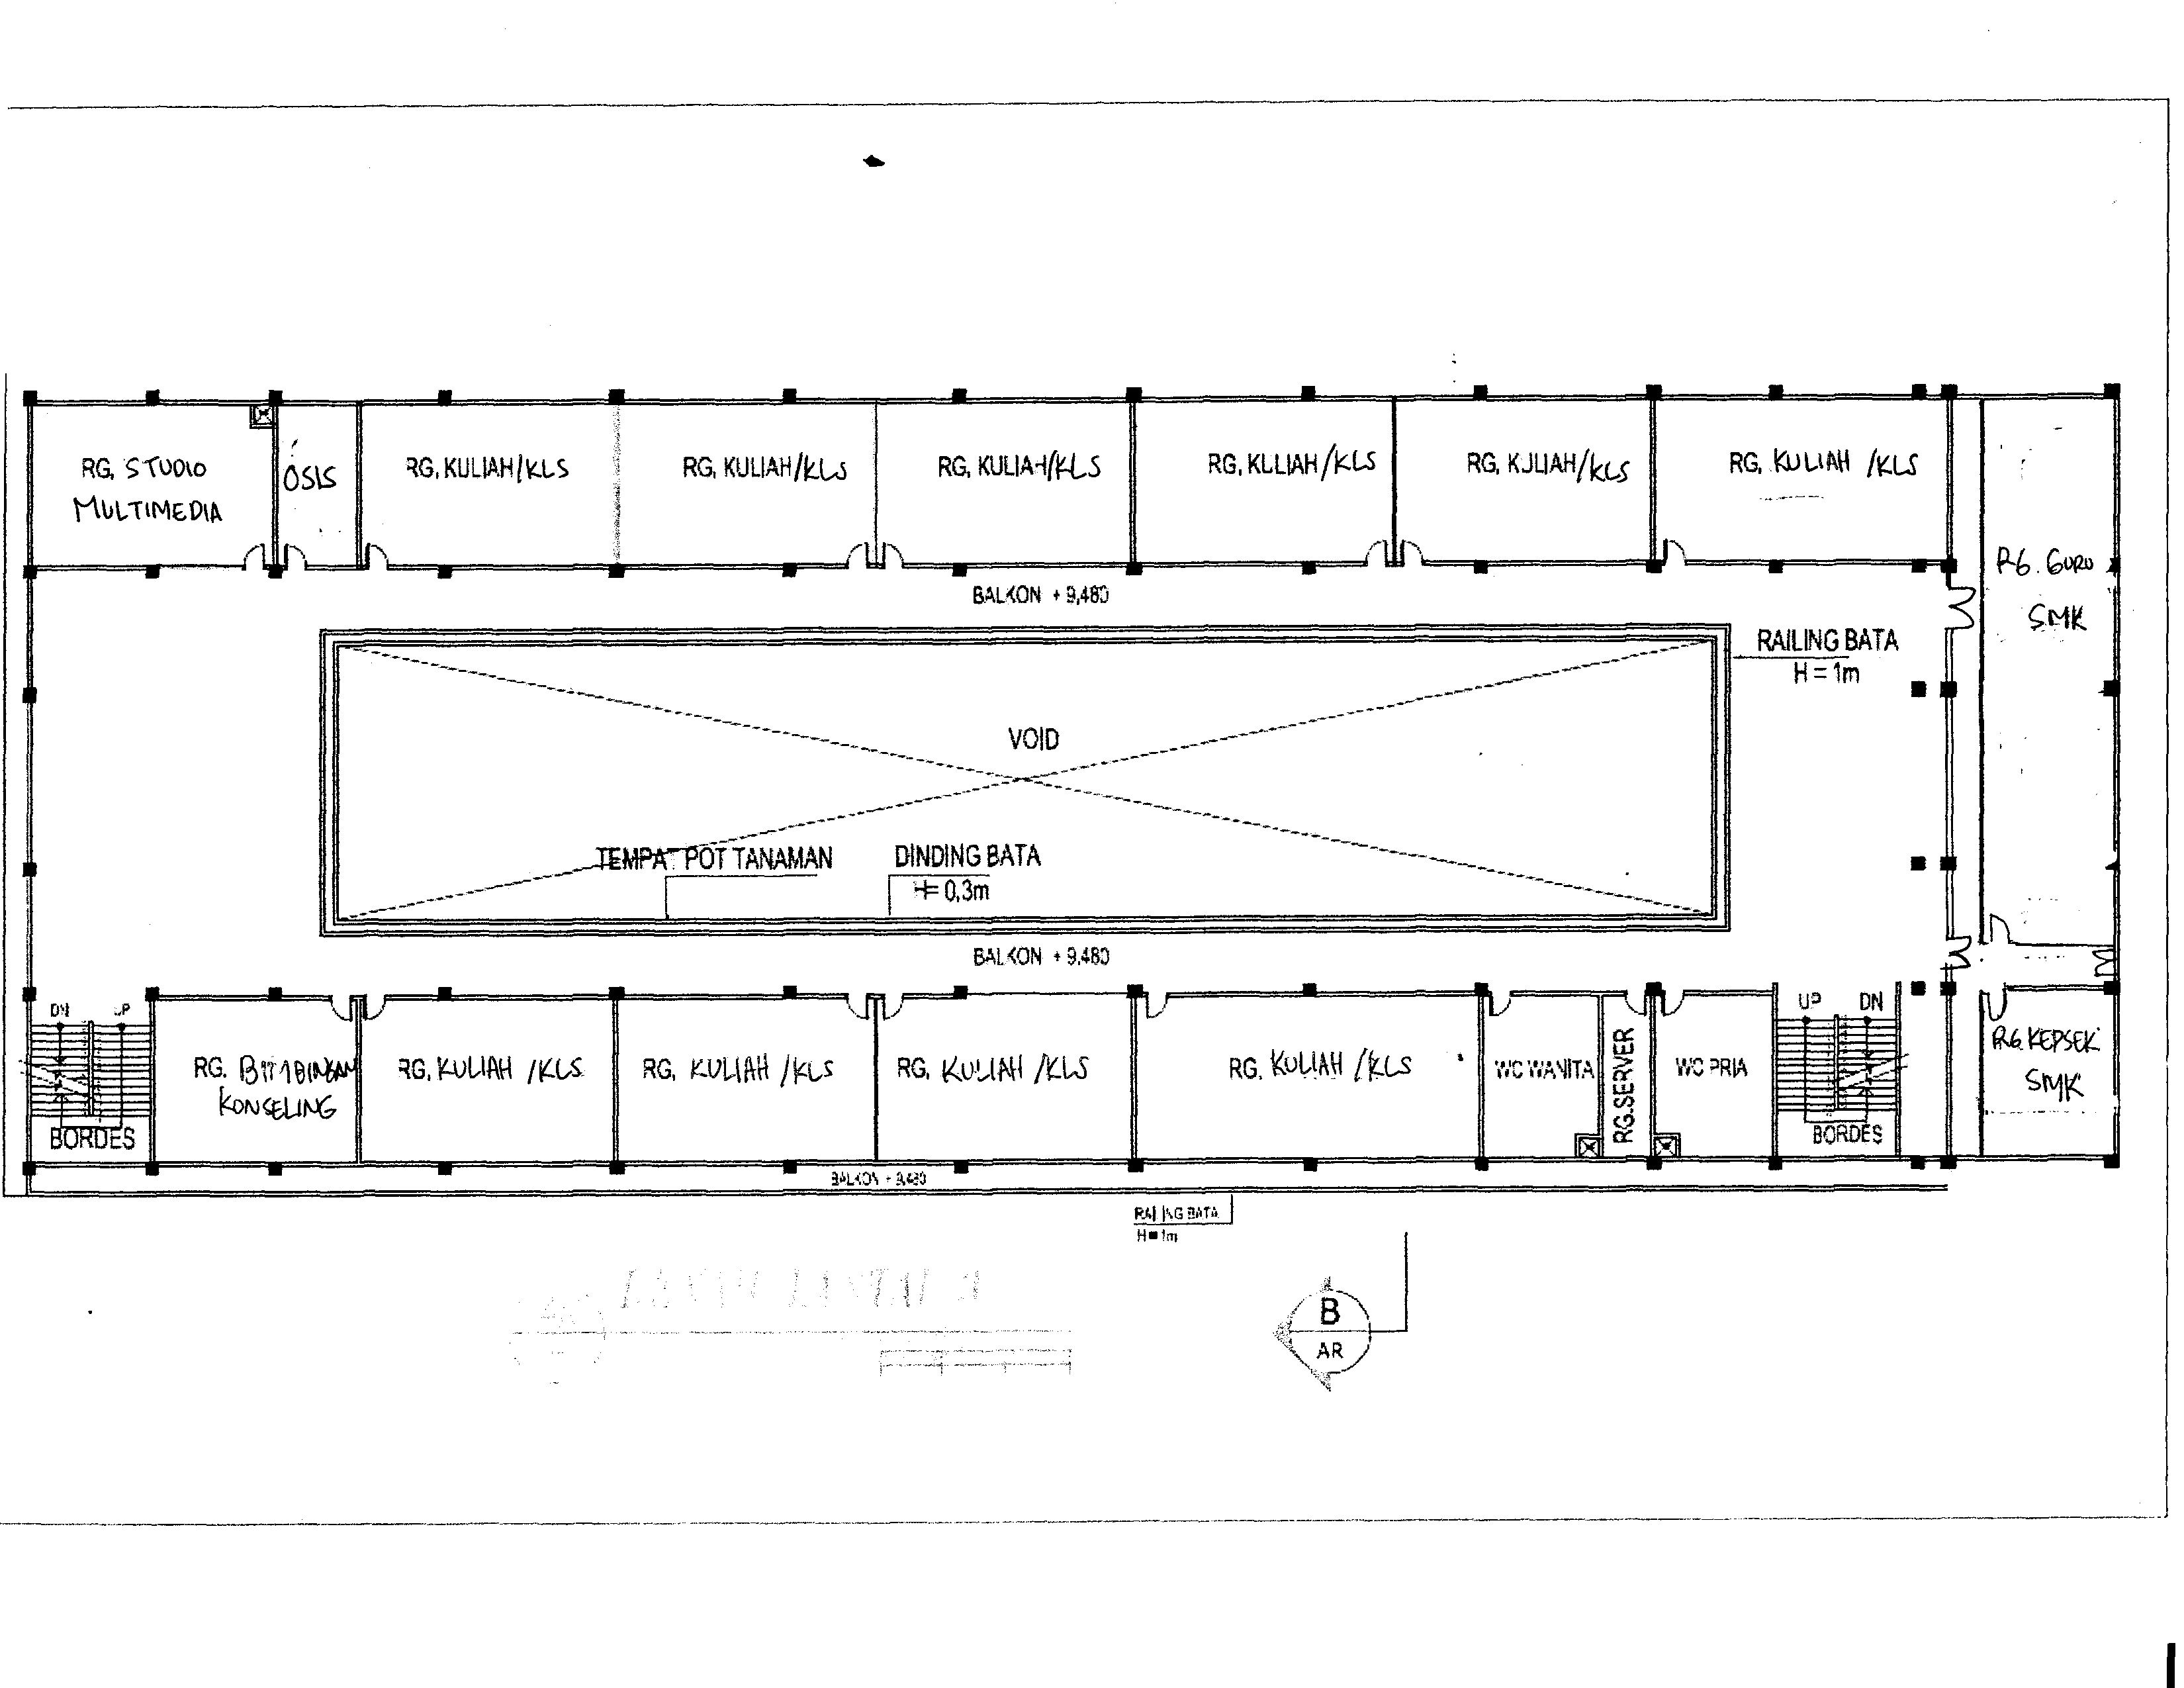 RG. STUDIO
MULTIMEDIA
OSIS
RG. KULIAH/KLS
RG. KULIAH/KLS
RG. KULIAH/KLS
RG. KULIAH/KLS
RG. KULIAH/KLS
RG. KULIAH /KLS
RG. GURU
SMK
BALKON + 9,480
RAILING BATA
H = 1m
VOID
TEMPAT POT TANAMAN
DINDING BATA
H= 0,3m
BALKON + 9,480
DN UP
BORDES
RG. BIMBINGAN
KONSELING
RG. KULIAH /KLS
RG. KULIAH /KLS
RG. KULIAH /KLS
RG. KULIAH /KLS
WC WANITA
RG.SERVER
WC PRIA
UP DN
BORDES
RG. KEPSEK
SMK
BALKON + 9,480
RAILING BATA
H = 1m
B
AR